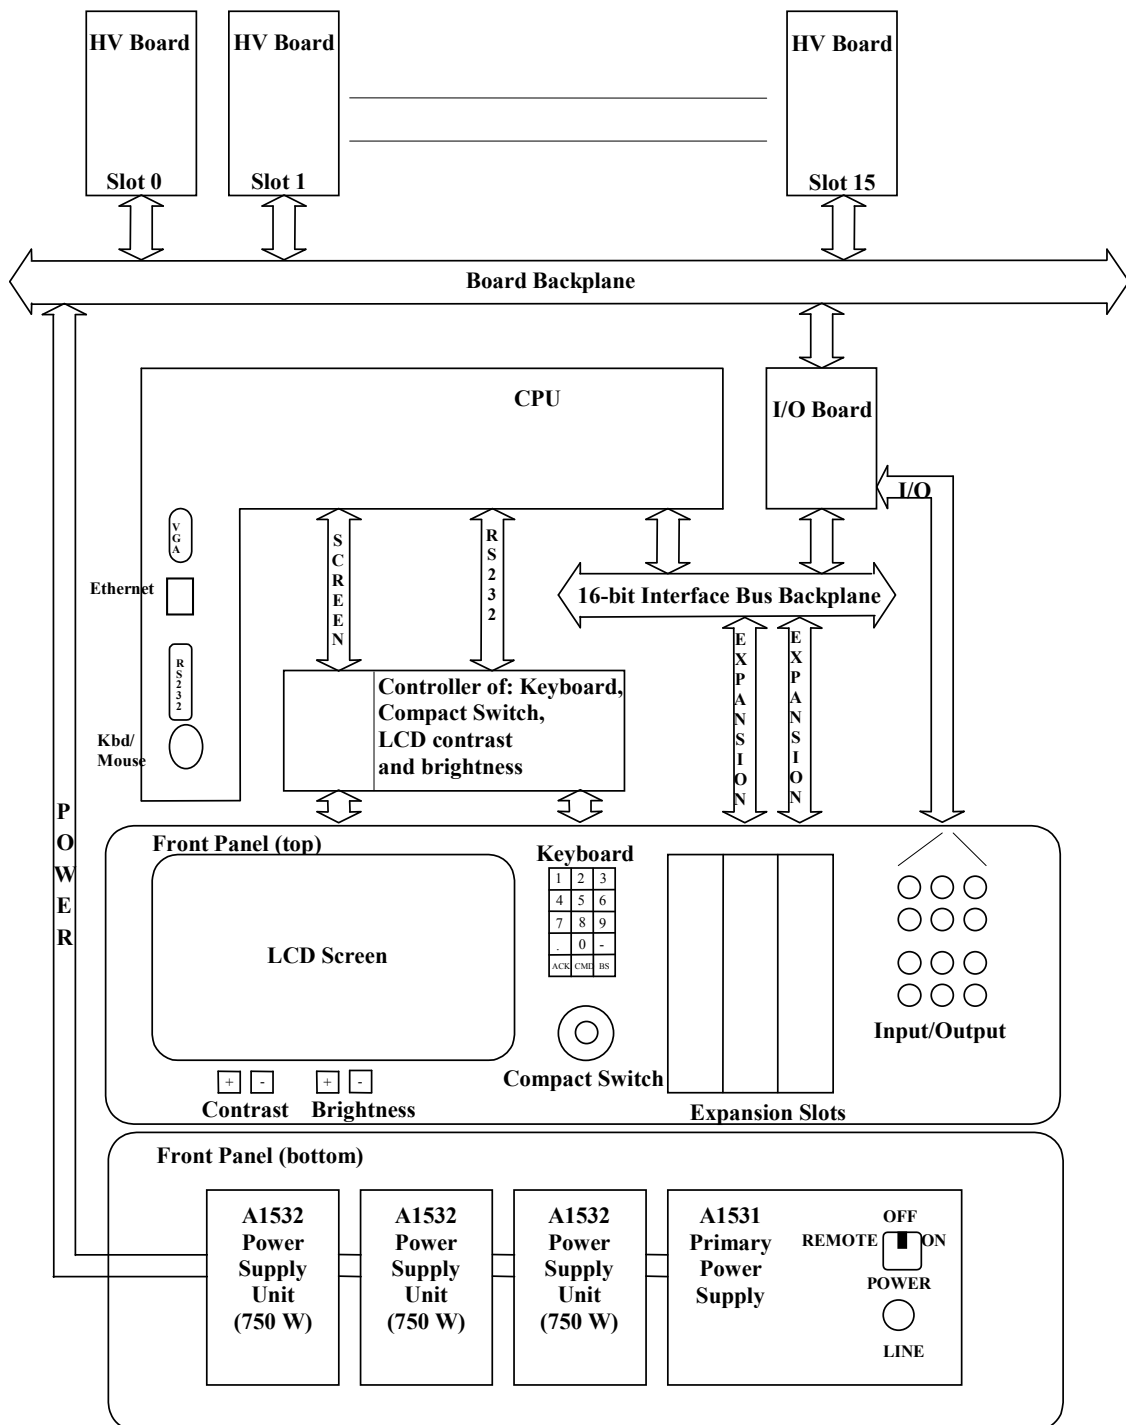 HV Board
HV Board
HV Board
Slot 0
Slot 1
Slot 15
Board Backplane
CPU
I/O Board
I/O
VGA
SCREEN
RS232
Ethernet
16-bit Interface Bus Backplane
RS232
EXPANSION
EXPANSION
Controller of: Keyboard,
Compact Switch,
LCD contrast
and brightness
Kbd/
Mouse
POWER
Front Panel (top)
Keyboard
1 2 3
4 5 6
7 8 9
. 0 -
ACK CMD BS
LCD Screen
Input/Output
Compact Switch
+ -
+ -
Contrast
Brightness
Expansion Slots
Front Panel (bottom)
A1532
Power
Supply
Unit
(750 W)
A1532
Power
Supply
Unit
(750 W)
A1532
Power
Supply
Unit
(750 W)
A1531
Primary
Power
Supply
OFF
REMOTE
ON
POWER
LINE